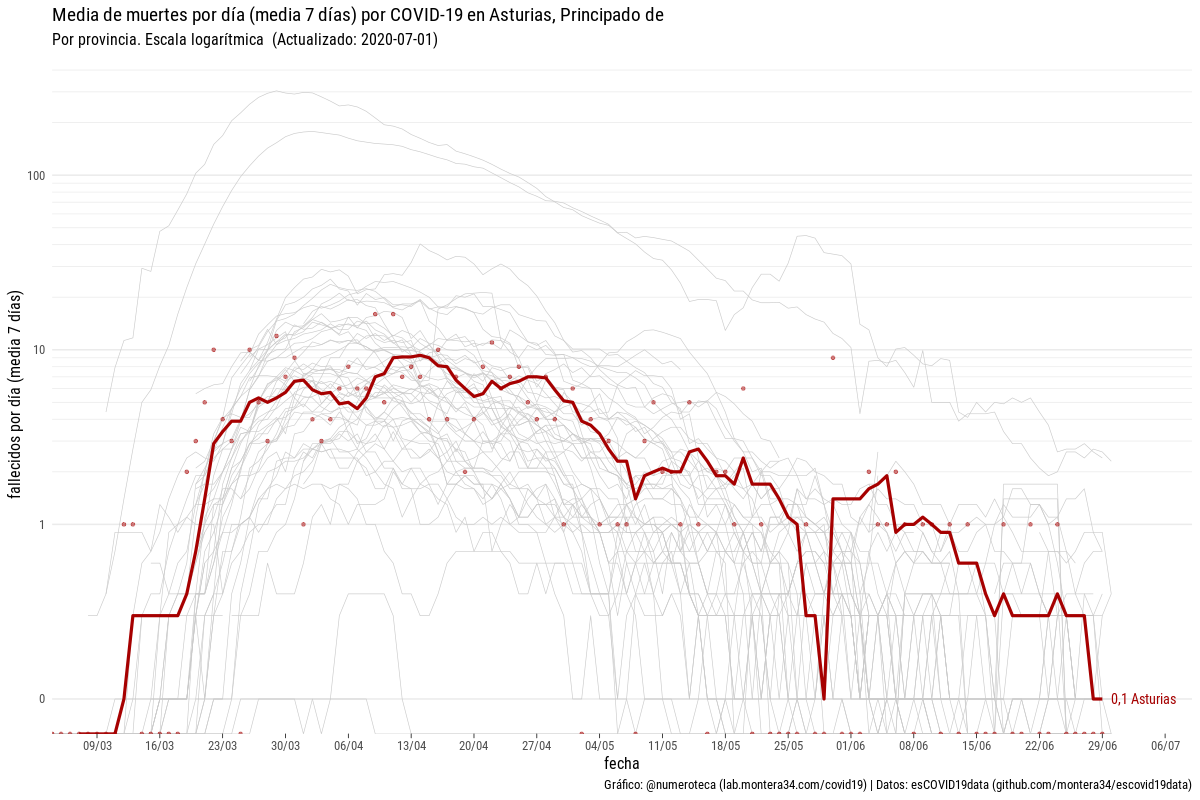 Media de muertes por día (media 7 días) por COVID-19 en Asturias, Principado de
Por provincia. Escala logarítmica  (Actualizado: 2020-07-01)
fallecidos por día (media  7 días)
100
10
1
0
0,1 Asturias
09/03 16/03 23/03 30/03 06/04 13/04 20/04 27/04 04/05 11/05 18/05 25/05 01/06 08/06 15/06 22/06 29/06 06/07
fecha
Gráfico: @numeroteca (lab.montera34.com/covid19) | Datos: esCOVID19data (github.com/montera34/escovid19data)